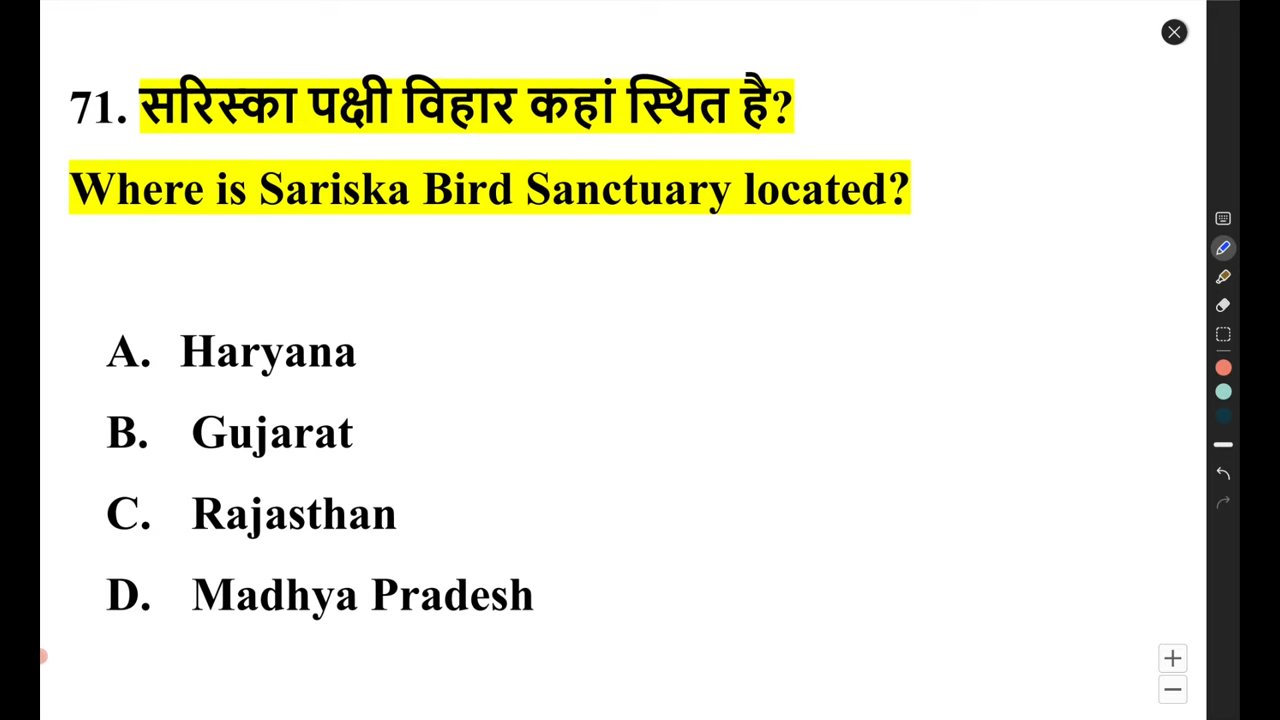 71. सरिस्का पक्षी विहार कहां स्थित है?
Where is Sariska Bird Sanctuary located?
A. Haryana
B. Gujarat
C. Rajasthan
D. Madhya Pradesh